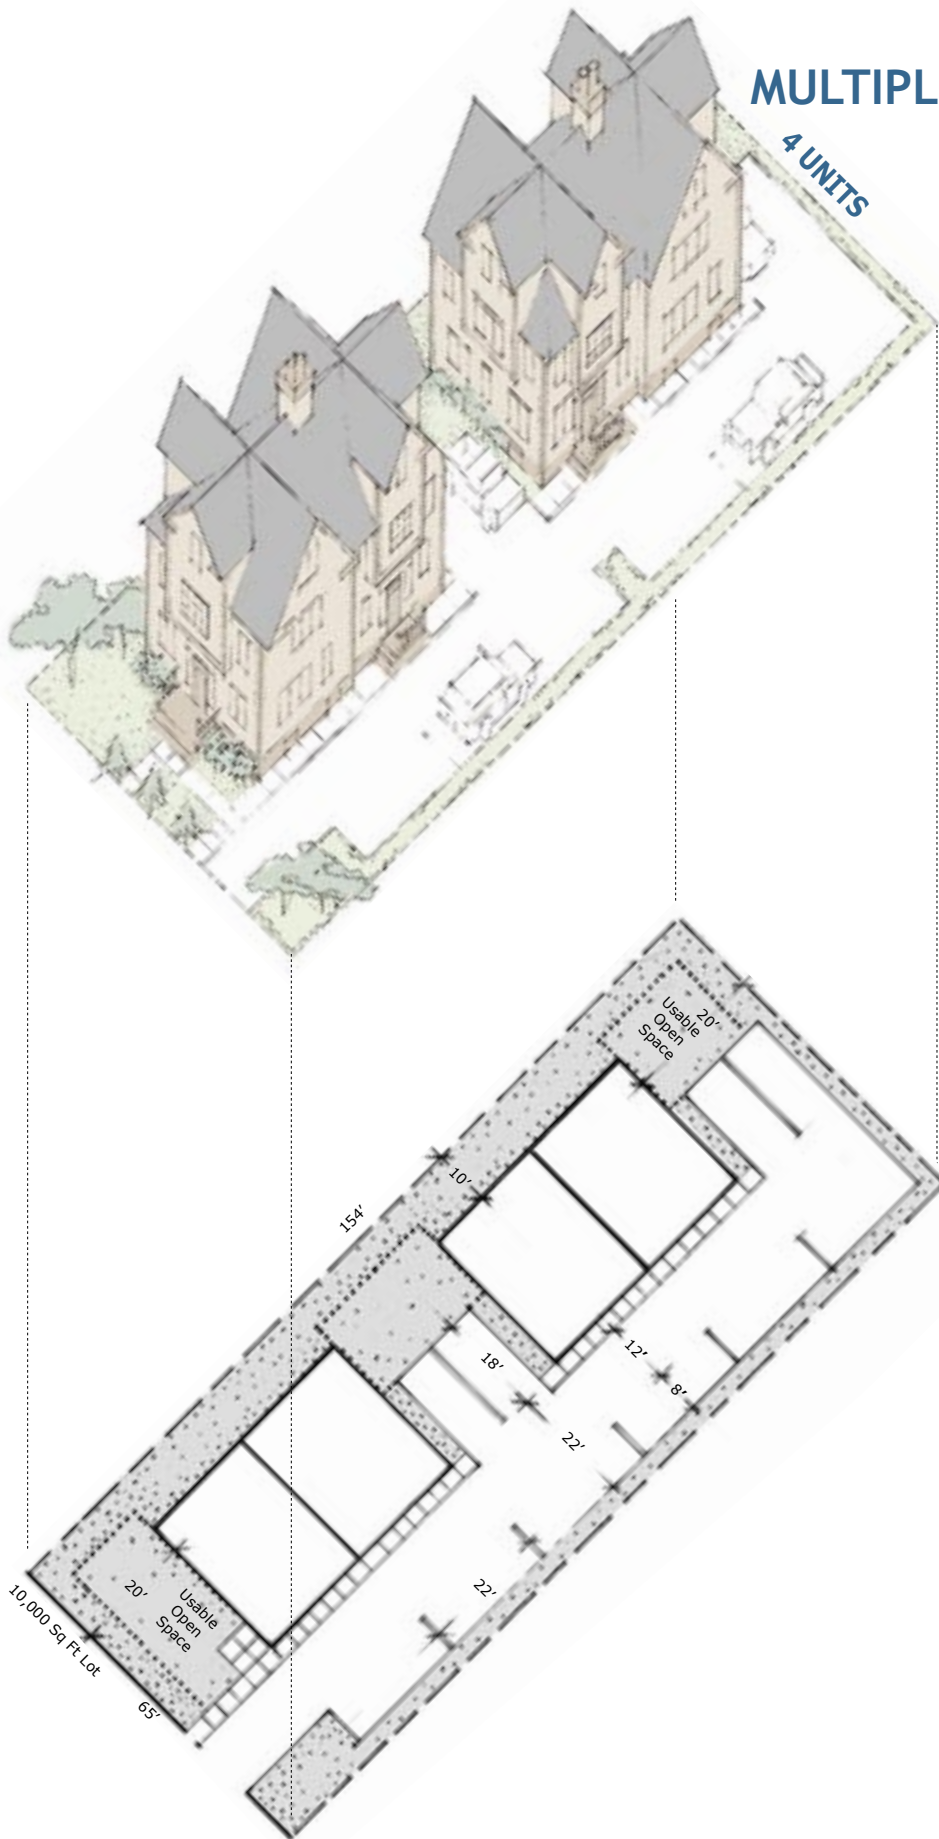 MULTIPL
4 UNITS
20’
Usable
Open
Space
10’
154’
12’
18’
8’
22’
22’
20’
Usable
Open
Space
10,000 Sq Ft Lot
65’